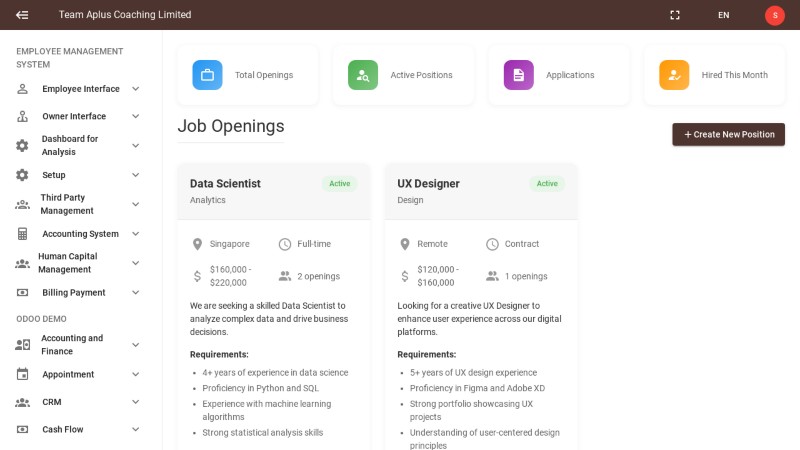 Team Aplus Coaching Limited
EN
S
EMPLOYEE MANAGEMENT
SYSTEM
Employee Interface
Owner Interface
Dashboard for
Analysis
Setup
Third Party
Management
Accounting System
Human Capital
Management
Billing Payment
ODOO DEMO
Accounting and
Finance
Appointment
CRM
Cash Flow
Total Openings
Active Positions
Applications
Hired This Month
Job Openings
+ Create New Position
Data Scientist
Active
Analytics
Singapore
Full-time
$160,000 -
$220,000
2 openings
We are seeking a skilled Data Scientist to
analyze complex data and drive business
decisions.
Requirements:
• 4+ years of experience in data science
• Proficiency in Python and SQL
• Experience with machine learning
algorithms
• Strong statistical analysis skills
UX Designer
Active
Design
Remote
Contract
$120,000 -
$160,000
1 openings
Looking for a creative UX Designer to
enhance user experience across our digital
platforms.
Requirements:
• 5+ years of UX design experience
• Proficiency in Figma and Adobe XD
• Strong portfolio showcasing UX
projects
• Understanding of user-centered design
principles